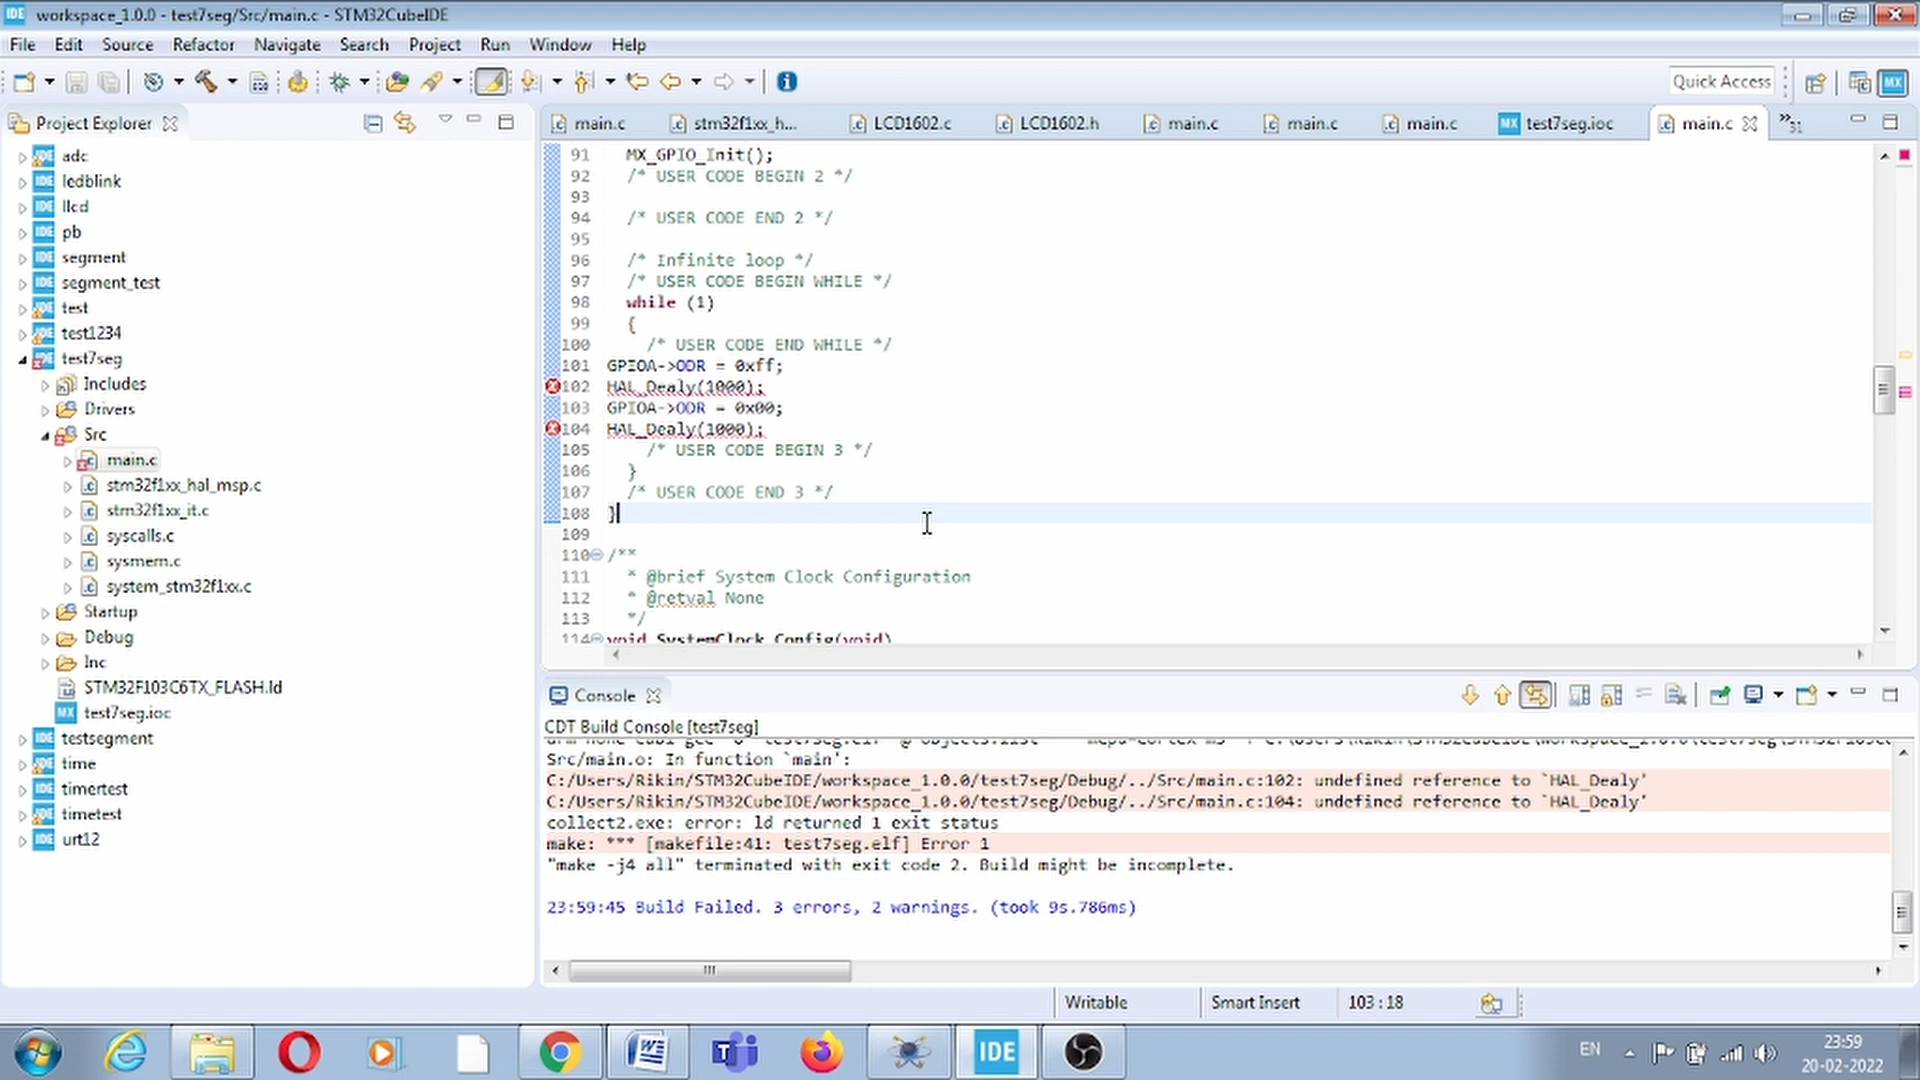 workspace_1.0.0 - test7seg/Src/main.c - STM32CubeIDE
File Edit Source Refactor Navigate Search Project Run Window Help
Quick Access
Project Explorer
adc
ledblink
llcd
pb
segment
segment_test
test
test1234
test7seg
Includes
Drivers
Src
main.c
stm32f1xx_hal_msp.c
stm32f1xx_it.c
syscalls.c
sysmem.c
system_stm32f1xx.c
Startup
Debug
Inc
STM32F103C6TX_FLASH.ld
test7seg.ioc
testsegment
time
timertest
timetest
urt12
main.c stm32f1xx_h... LCD1602.c LCD1602.h main.c main.c main.c test7seg.ioc main.c 31
91 MX_GPIO_Init();
92 /* USER CODE BEGIN 2 */
93
94 /* USER CODE END 2 */
95
96 /* Infinite loop */
97 /* USER CODE BEGIN WHILE */
98 while (1)
99 {
100 /* USER CODE END WHILE */
101 GPIOA->ODR = 0xff;
102 HAL_Dealy(1000);
103 GPIOA->ODR = 0x00;
104 HAL_Dealy(1000);
105 /* USER CODE BEGIN 3 */
106 }
107 /* USER CODE END 3 */
108 }
109
110 /**
111 * @brief System Clock Configuration
112 * @retval None
113 */
114 void SystemClock_Config(void)
Console
CDT Build Console [test7seg]
Src/main.o: In function `main':
C:/Users/Rikin/STM32CubeIDE/workspace_1.0.0/test7seg/Debug/../Src/main.c:102: undefined reference to `HAL_Dealy'
C:/Users/Rikin/STM32CubeIDE/workspace_1.0.0/test7seg/Debug/../Src/main.c:104: undefined reference to `HAL_Dealy'
collect2.exe: error: ld returned 1 exit status
make: *** [makefile:41: test7seg.elf] Error 1
"make -j4 all" terminated with exit code 2. Build might be incomplete.
23:59:45 Build Failed. 3 errors, 2 warnings. (took 9s.786ms)
Writable Smart Insert 103 : 18
IDE
EN
23:59
20-02-2022